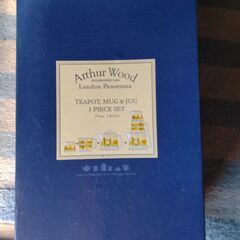 Arthur Wood
London Panorama
TEAPOT, MUG & JUG
3 PIECE SET
Fine China